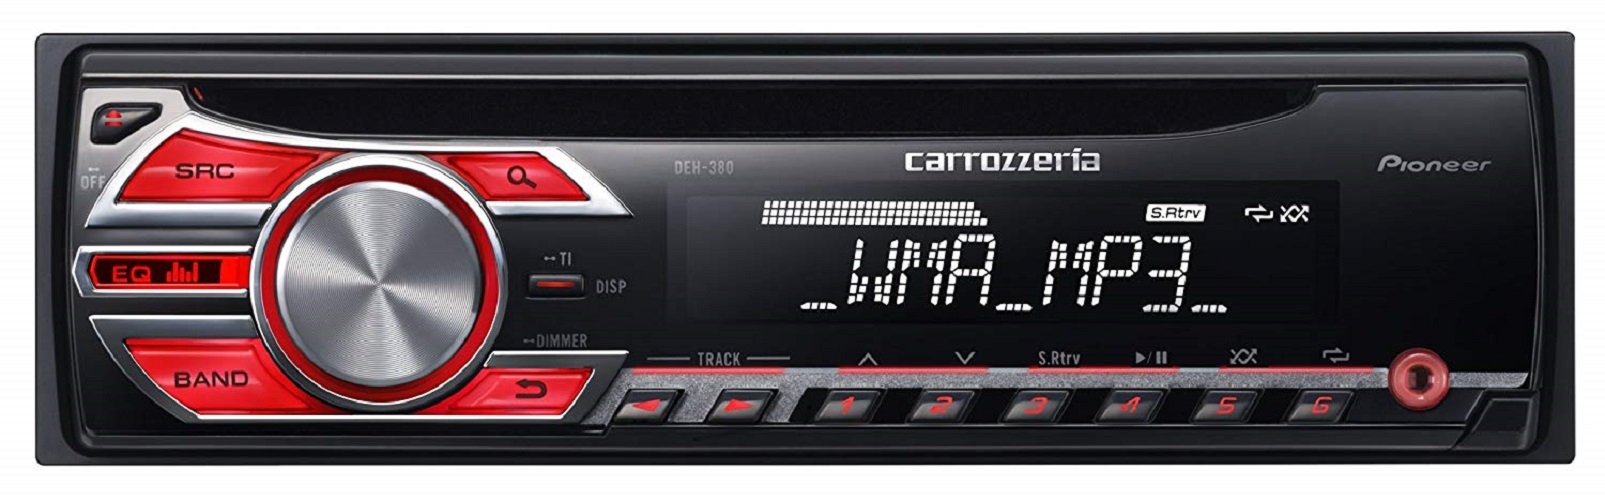 DEH-380
carrozzeria
Pioneer
SRC
OFF
S.Rtrv
_WMA_MP3_
EQ
TI
DISP
DIMMER
TRACK
S.Rtrv
BAND
1 2 3 4 5 6